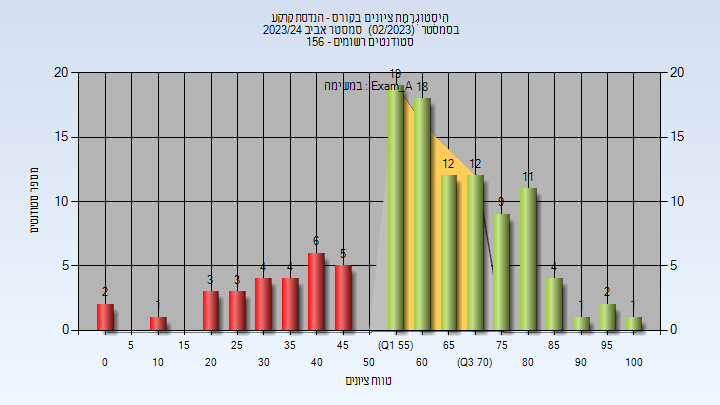 היסטוגרמת ציונים בקורס - הנדסת קרקע
בסמסטר (02/2023) סמסטר אביב 2023/24
סטודנטים רשומים - 156
במשימה : Exam_A
20 20
15 15
10 10
5 5
0 0
מספר סטודנטים
2 1 3 3 4 4 6 5 19 18 12 12 9 11 4 1 2 1
5 15 25 35 45 (Q1 55) 65 75 85 95
0 10 20 30 40 50 60 (Q3 70) 80 90 100
טווח ציונים